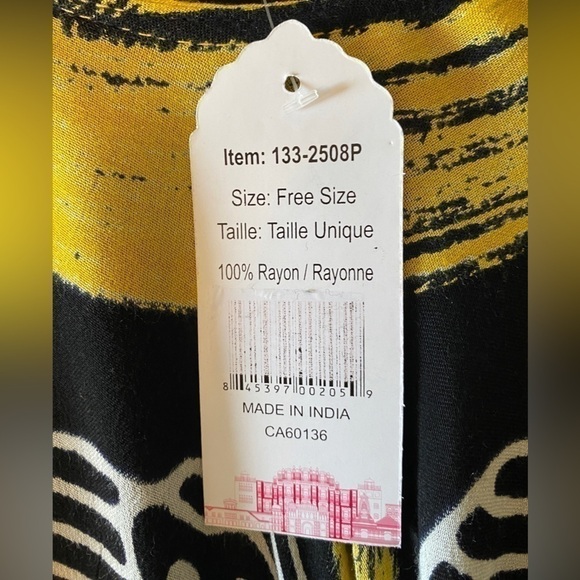 Item: 133-2508P
Size: Free Size
Taille: Taille Unique
100% Rayon / Rayonne
8 45397 00205 9
MADE IN INDIA
CA60136